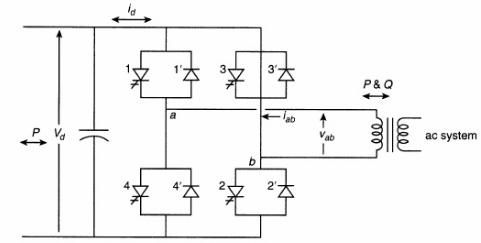 i_d
1
1'
3
3'
P & Q
a
i_ab
P
V_d
v_ab
ac system
b
4
4'
2
2'